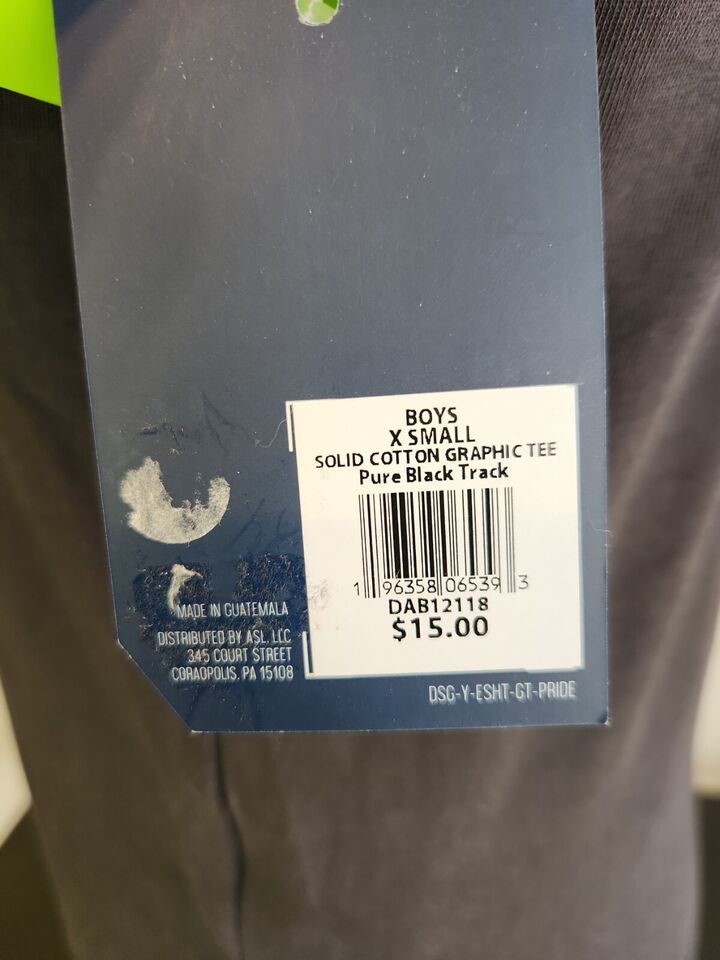 BOYS
X SMALL
SOLID COTTON GRAPHIC TEE
Pure Black Track
1 96358 06539 3
DAB12118
$15.00
MADE IN GUATEMALA
DISTRIBUTED BY ASL, LLC
345 COURT STREET
CORAOPOLIS, PA 15108
DSG-Y-ESHT-GT-PRIDE